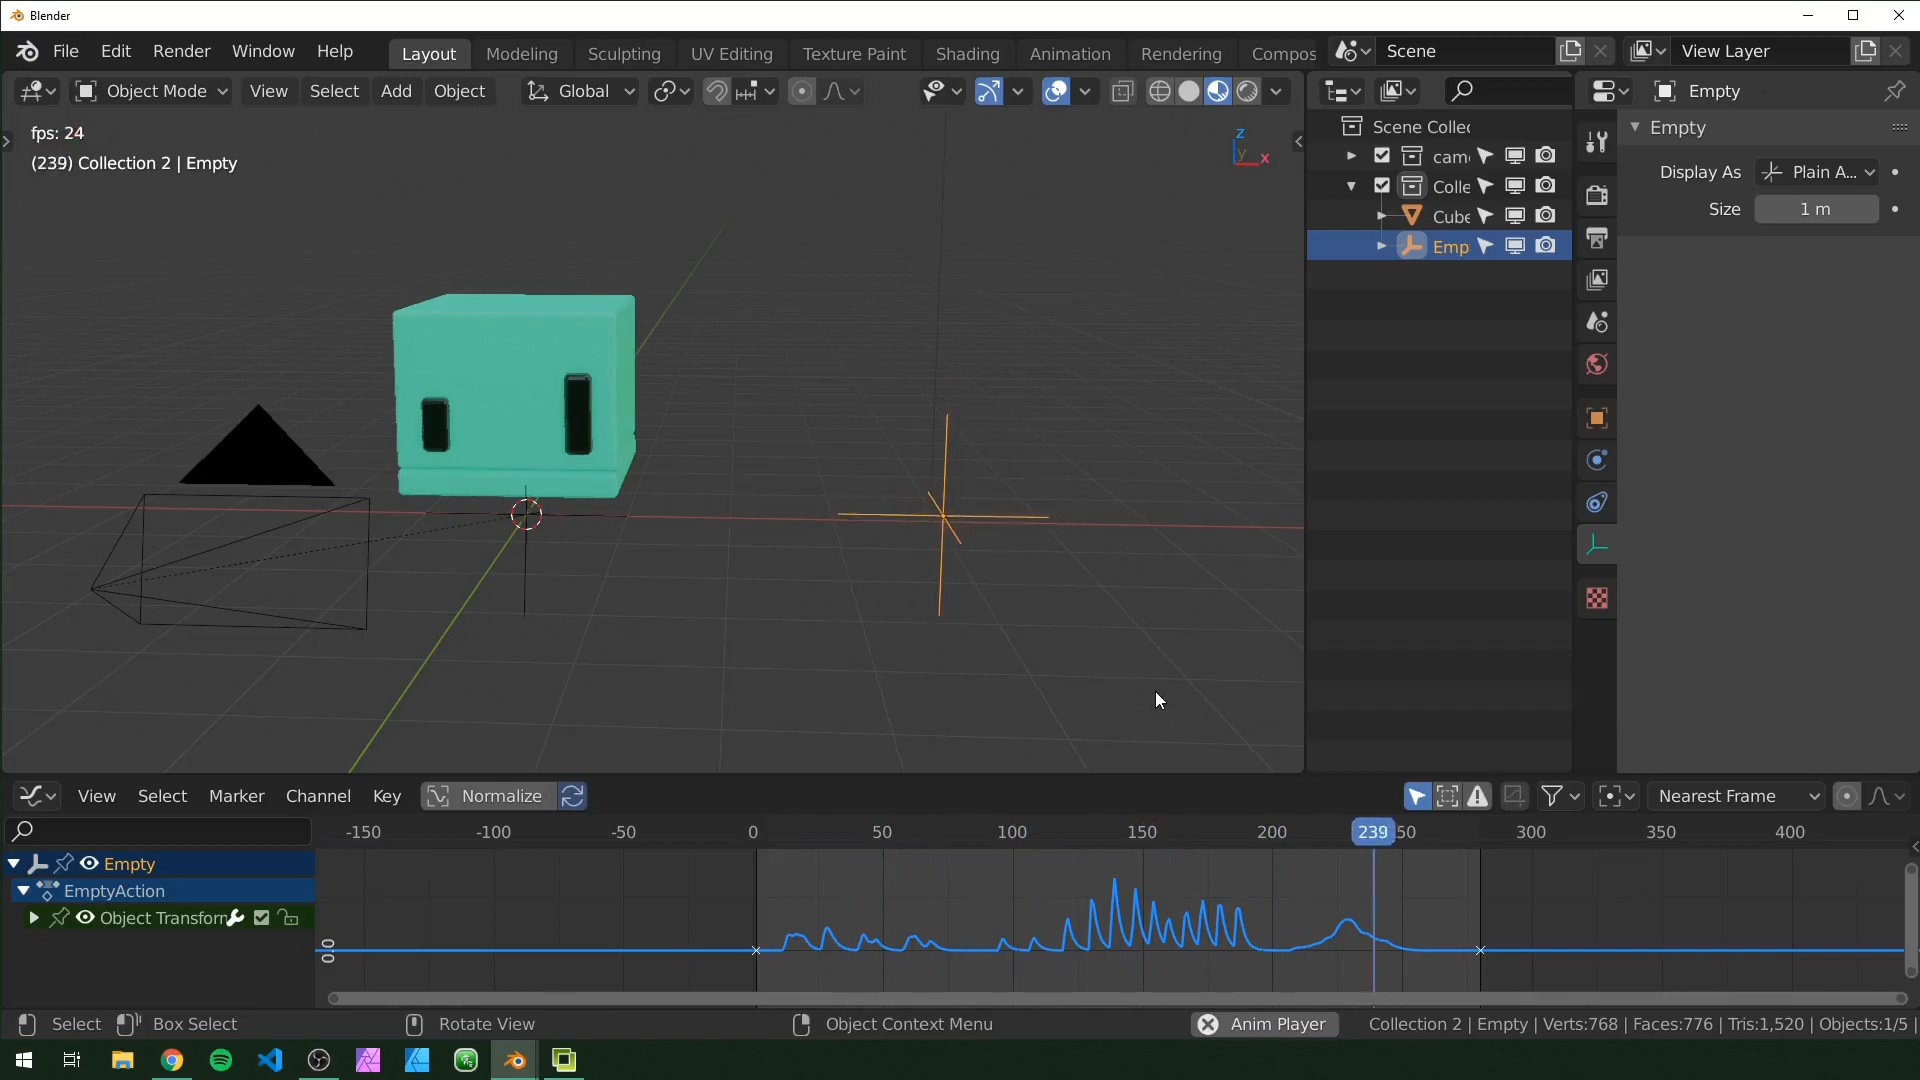 Blender
File Edit Render Window Help Layout Modeling Sculpting UV Editing Texture Paint Shading Animation Rendering Compos Scene View Layer
Object Mode View Select Add Object Global Empty
fps: 24
(239) Collection 2 | Empty
z
y x
Scene Collec
cam
Colle
Cube
Emp
Empty
Display As Plain A...
Size 1 m
View Select Marker Channel Key Normalize Nearest Frame
-150 -100 -50 0 50 100 150 200 239 50 300 350 400
Empty
EmptyAction
Object Transforn
0.0
Select Box Select Rotate View Object Context Menu Anim Player Collection 2 | Empty | Verts:768 | Faces:776 | Tris:1,520 | Objects:1/5 |